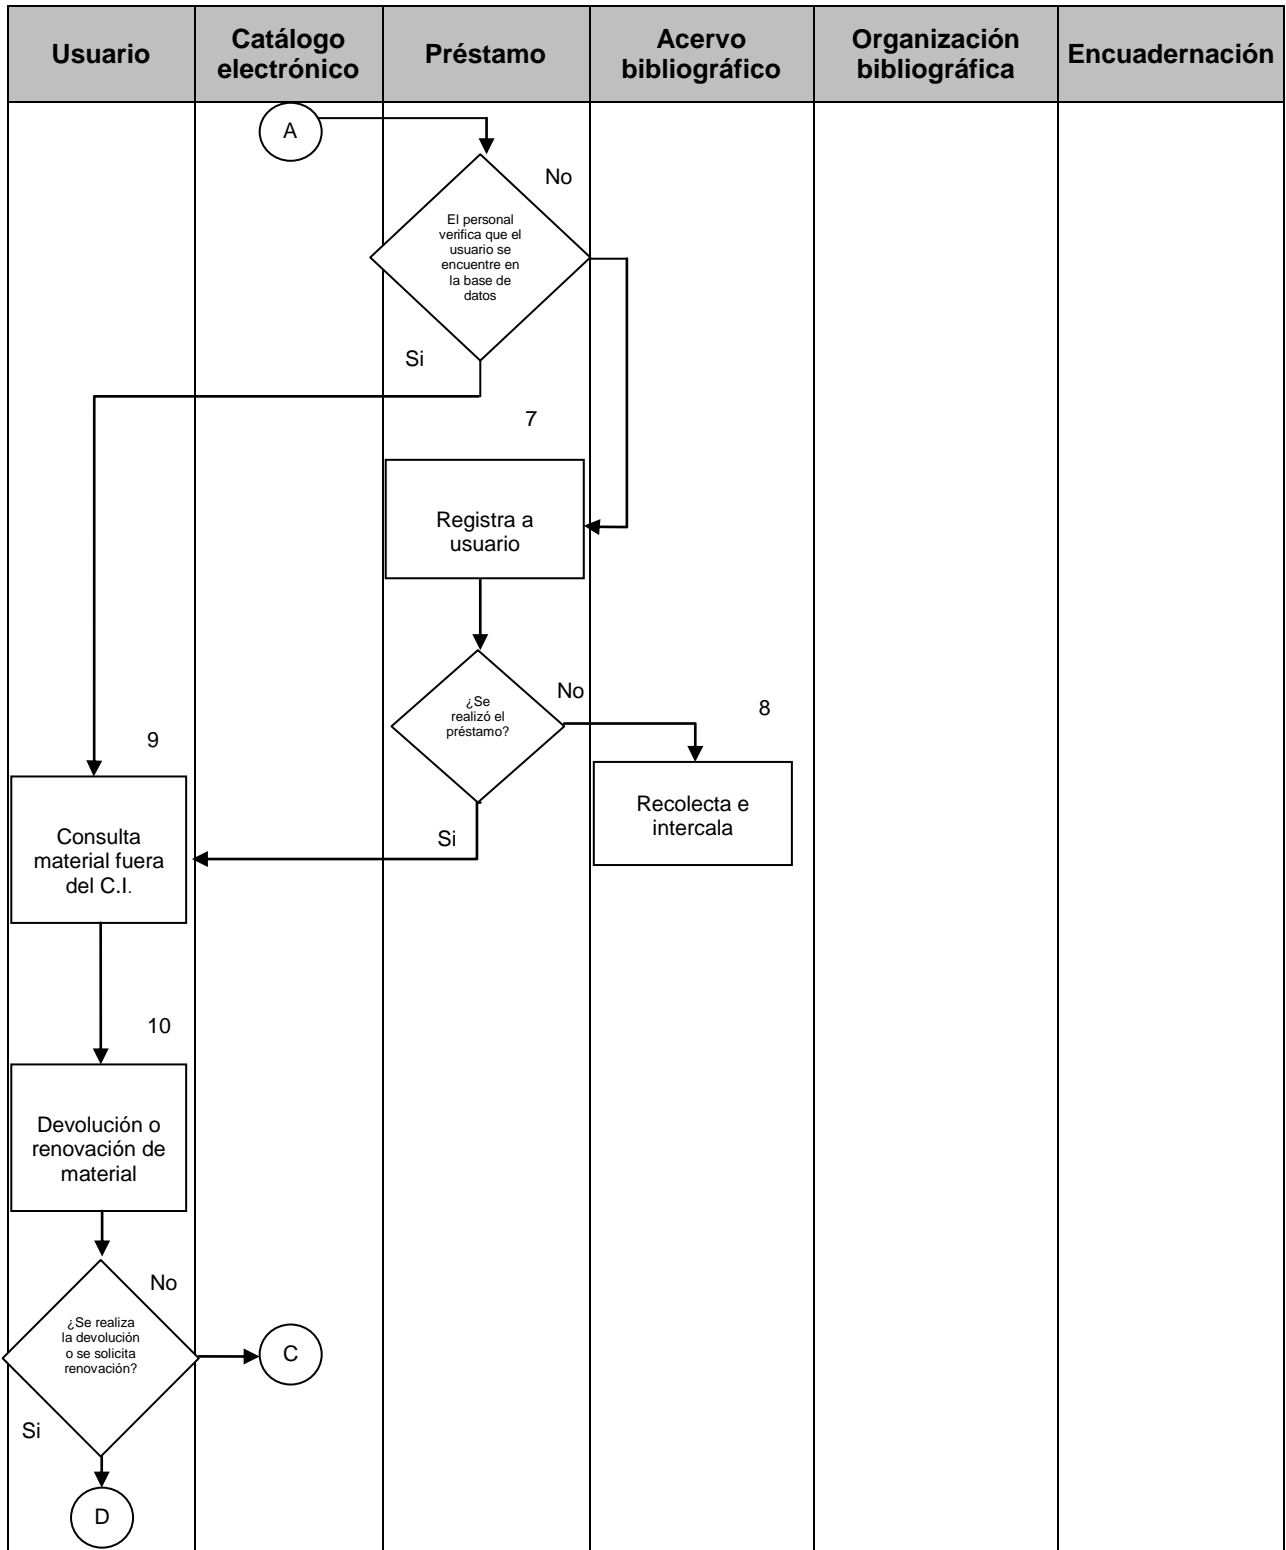 Usuario
Catálogo
electrónico
Préstamo
Acervo
bibliográfico
Organización
bibliográfica
Encuadernación
A
No
El personal
verifica que el
usuario se
encuentre en
la base de
datos
Si
7
Registra a
usuario
¿Se
realizó el
préstamo?
No
8
Recolecta e
intercala
Si
9
Consulta
material fuera
del C.I.
10
Devolución o
renovación de
material
No
¿Se realiza
la devolución
o se solicita
renovación?
C
Si
D